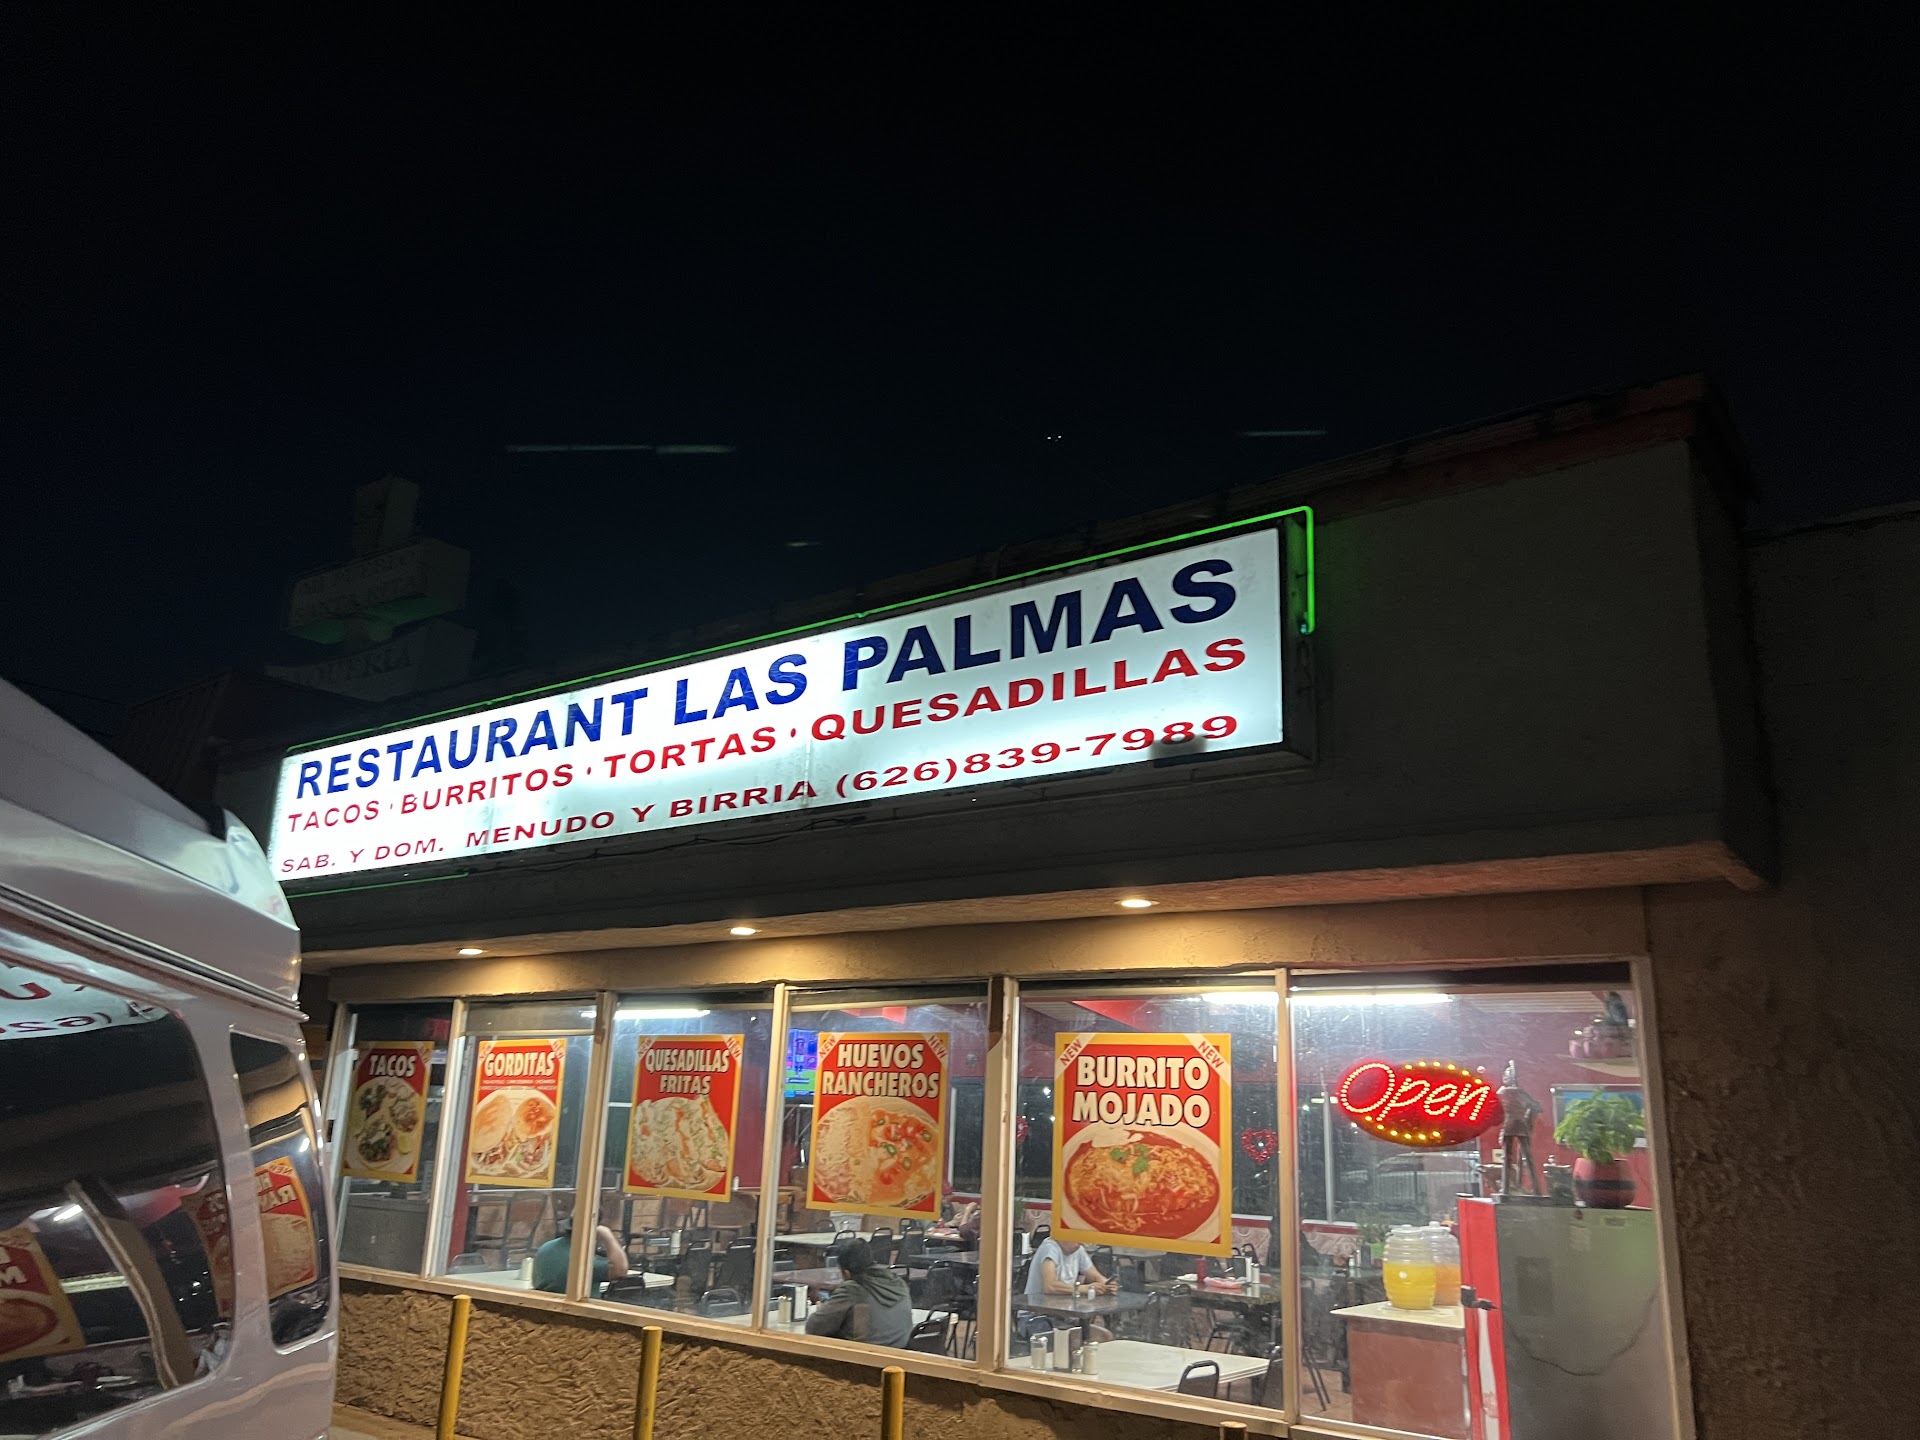 RESTAURANT LAS PALMAS
TACOS · BURRITOS · TORTAS · QUESADILLAS
SAB. Y DOM. MENUDO Y BIRRIA (626)839-7989
TACOS
GORDITAS
NEW QUESADILLAS NEW
FRITAS
NEW HUEVOS NEW
RANCHEROS
NEW BURRITO NEW
MOJADO
Open